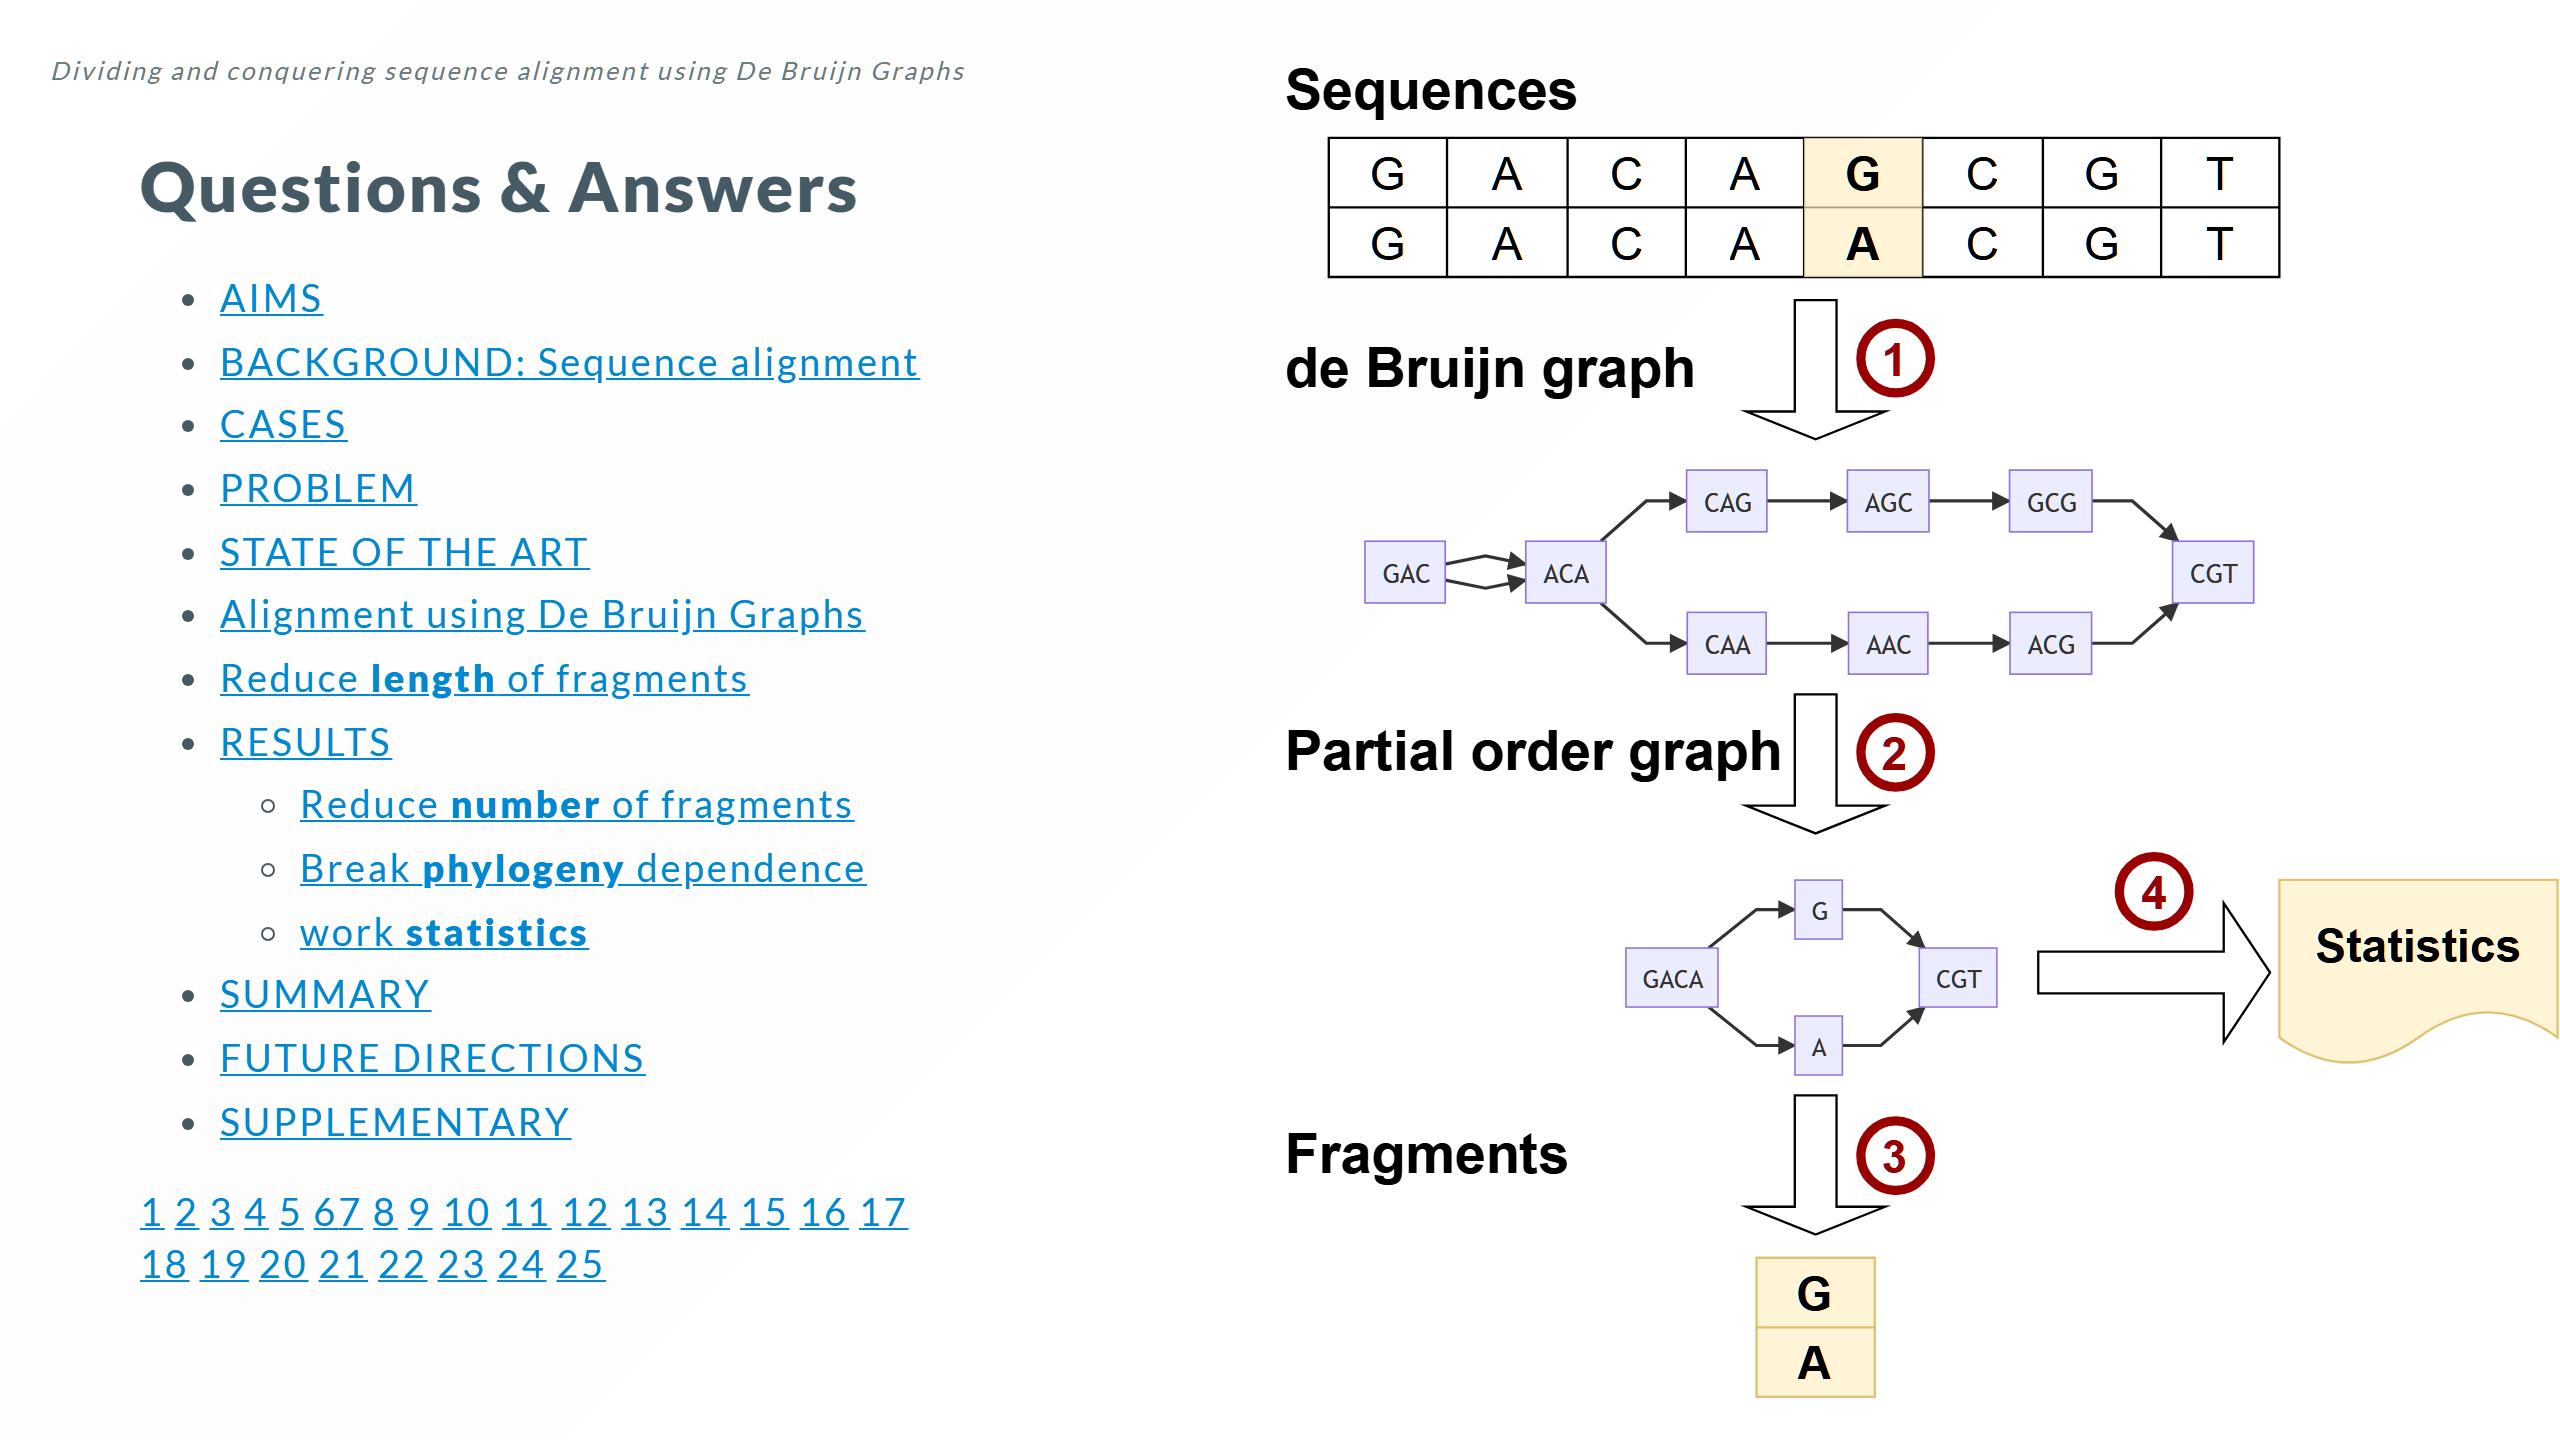 Dividing and conquering sequence alignment using De Bruijn Graphs
Questions & Answers
AIMS
BACKGROUND: Sequence alignment
CASES
PROBLEM
STATE OF THE ART
Alignment using De Bruijn Graphs
Reduce length of fragments
RESULTS
Reduce number of fragments
Break phylogeny dependence
work statistics
SUMMARY
FUTURE DIRECTIONS
SUPPLEMENTARY
1 2 3 4 5 67 8 9 10 11 12 13 14 15 16 17
18 19 20 21 22 23 24 25
Sequences
G A C A G C G T
G A C A A C G T
de Bruijn graph
1
CAG AGC GCG
GAC ACA CGT
CAA AAC ACG
Partial order graph
2
G
GACA CGT
A
4
Statistics
Fragments
3
G
A